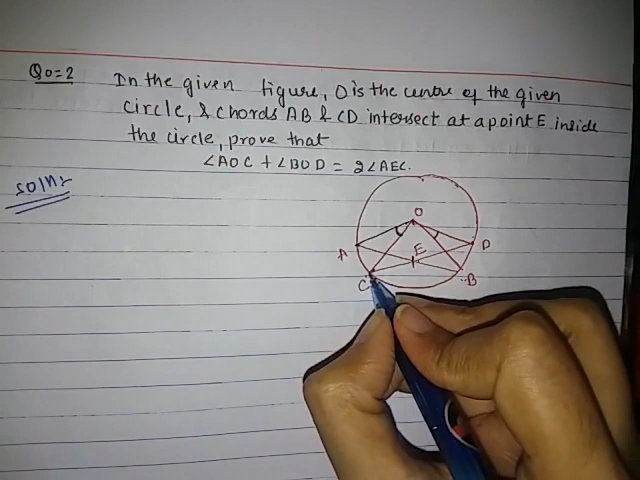 Qo=2 In the given figure, O is the centre of the given
circle, & chords AB & CD intersect at a point E inside
the circle, prove that
∠AOC + ∠BOD = 2∠AEC.
Soln:
O
A
E
D
C
B